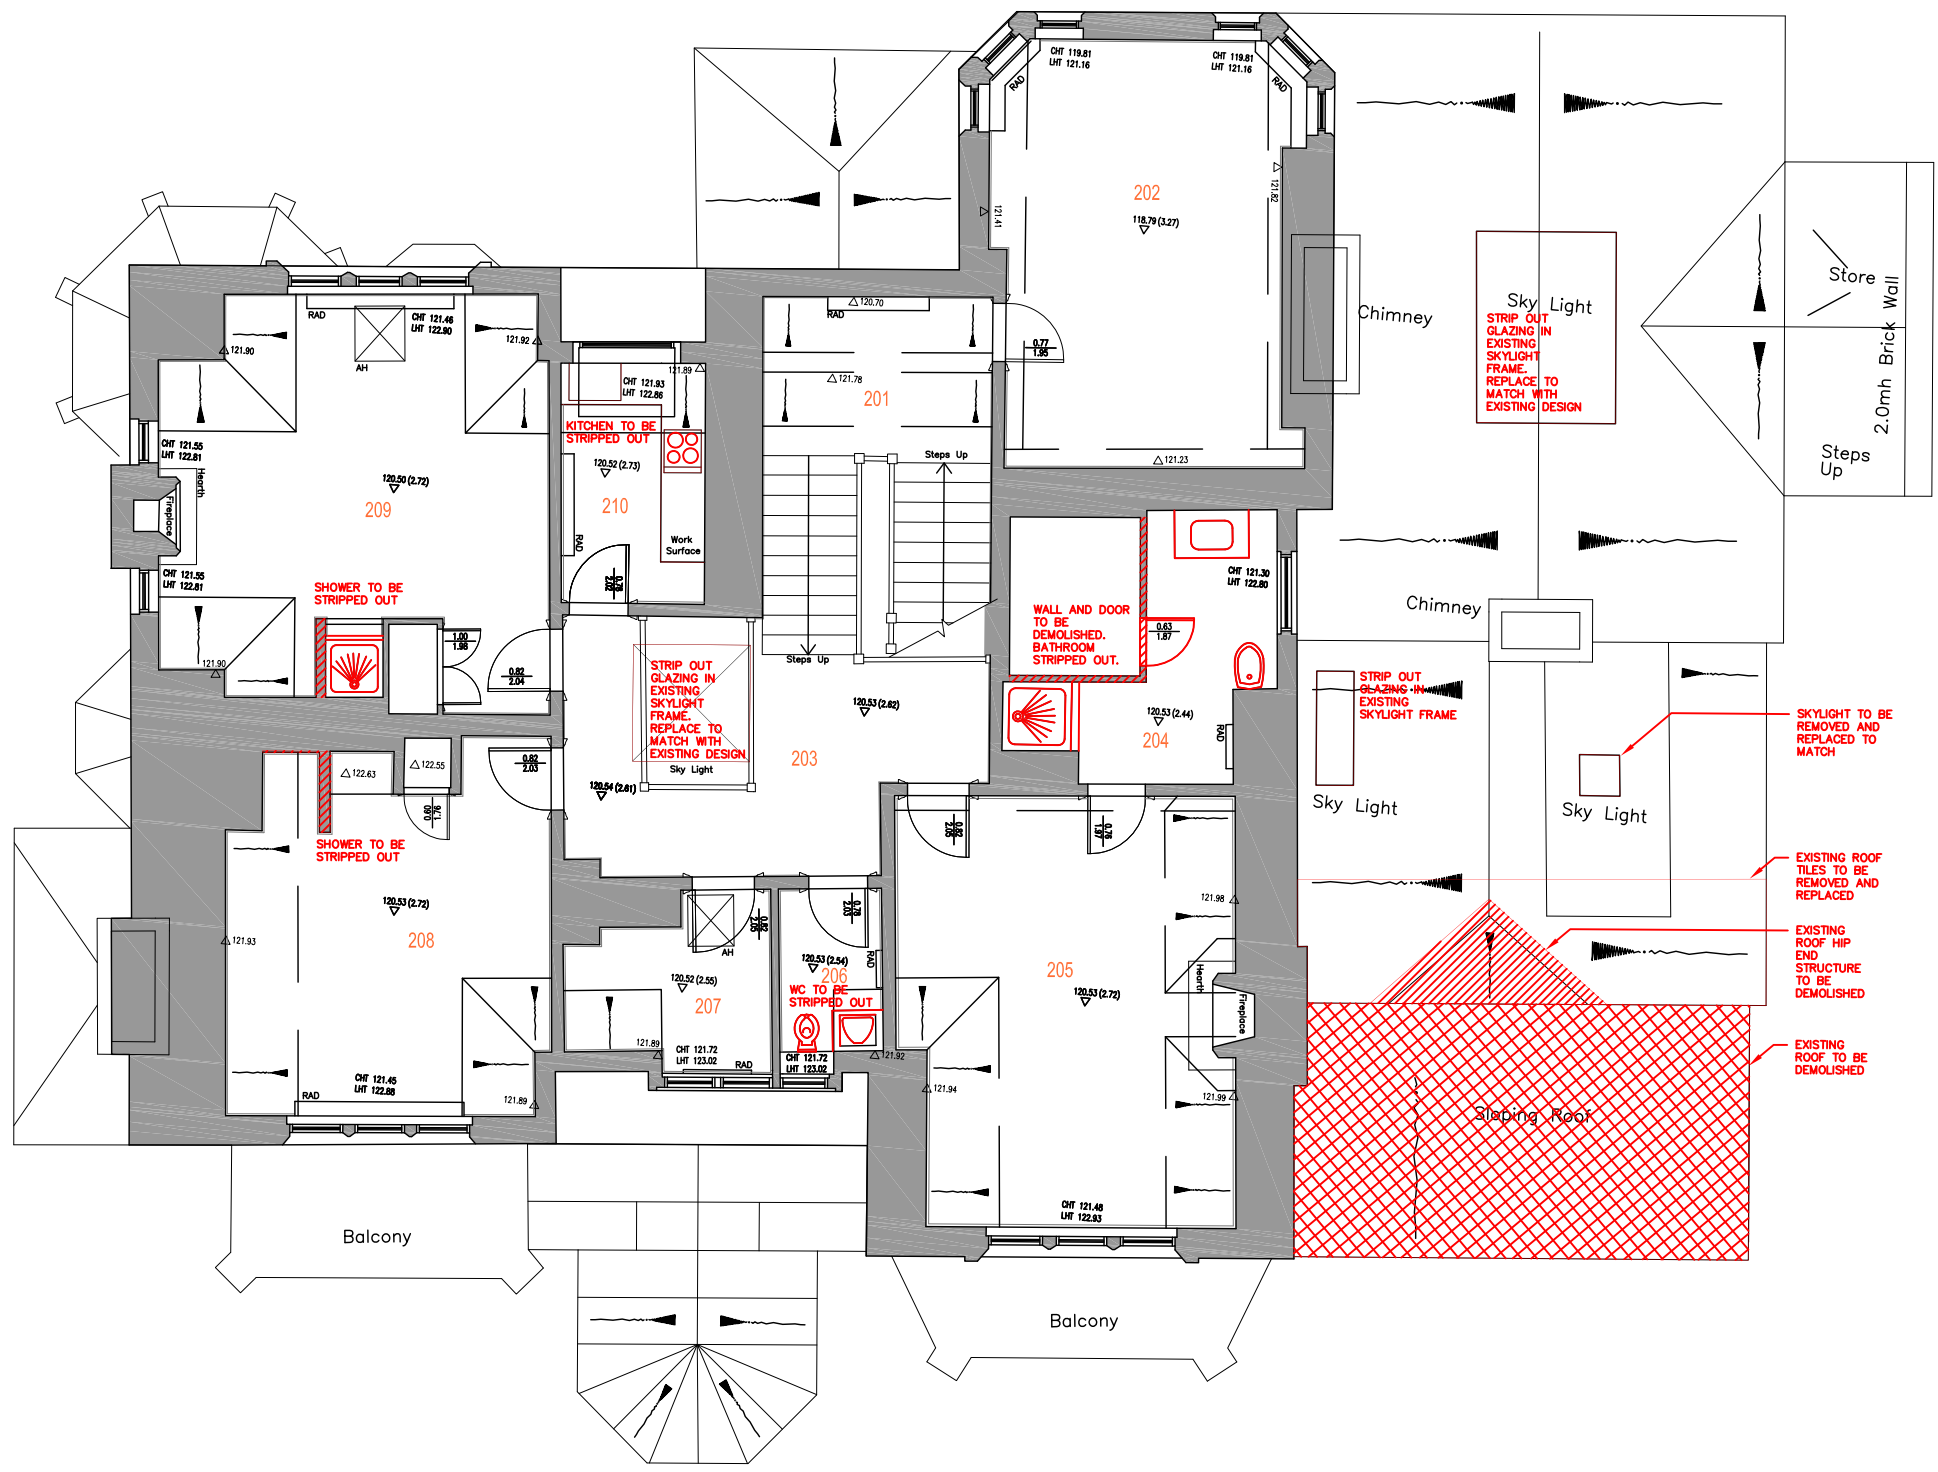 CHT 119.81
LHT 121.16
CHT 119.81
LHT 121.16
RAD
RAD
202
118.79 (3.27)
121.41
121.82
121.23
0.77
1.95
Chimney
Sky Light
STRIP OUT
GLAZING IN
EXISTING
SKYLIGHT
FRAME.
REPLACE TO
MATCH WITH
EXISTING DESIGN
Store
2.0mh Brick Wall
Steps
Up
RAD
CHT 121.46
LHT 122.90
AH
121.90
121.92
CHT 121.55
LHT 122.81
Hearth
Fireplace
120.50 (2.72)
209
CHT 121.55
LHT 122.81
SHOWER TO BE
STRIPPED OUT
121.90
1.00
1.98
0.82
2.04
121.89
CHT 121.93
LHT 122.86
KITCHEN TO BE
STRIPPED OUT
120.52 (2.73)
210
RAD
Work
Surface
0.78
2.02
120.70
RAD
121.78
201
Steps Up
Steps Up
STRIP OUT
GLAZING IN
EXISTING
SKYLIGHT
FRAME.
REPLACE TO
MATCH WITH
EXISTING DESIGN
Sky Light
120.53 (2.62)
203
120.54 (2.61)
WALL AND DOOR
TO BE
DEMOLISHED.
BATHROOM
STRIPPED OUT.
0.63
1.87
CHT 121.30
LHT 122.80
120.53 (2.44)
204
RAD
Chimney
STRIP OUT
GLAZING IN
EXISTING
SKYLIGHT FRAME
Sky Light
Sky Light
SKYLIGHT TO BE
REMOVED AND
REPLACED TO
MATCH
EXISTING ROOF
TILES TO BE
REMOVED AND
REPLACED
EXISTING
ROOF HIP
END
STRUCTURE
TO BE
DEMOLISHED
EXISTING
ROOF TO BE
DEMOLISHED
Sloping Roof
122.63
122.55
0.60
1.76
0.82
2.03
SHOWER TO BE
STRIPPED OUT
120.53 (2.72)
208
121.93
121.89
CHT 121.45
LHT 122.88
RAD
Balcony
0.82
2.05
AH
120.52 (2.55)
207
121.89
CHT 121.72
LHT 123.02
RAD
0.78
2.03
120.53 (2.54)
206
RAD
WC TO BE
STRIPPED OUT
CHT 121.72
LHT 123.02
121.92
0.82
2.05
0.76
1.97
121.98
205
120.53 (2.72)
Hearth
Fireplace
121.94
121.99
CHT 121.48
LHT 122.93
Balcony